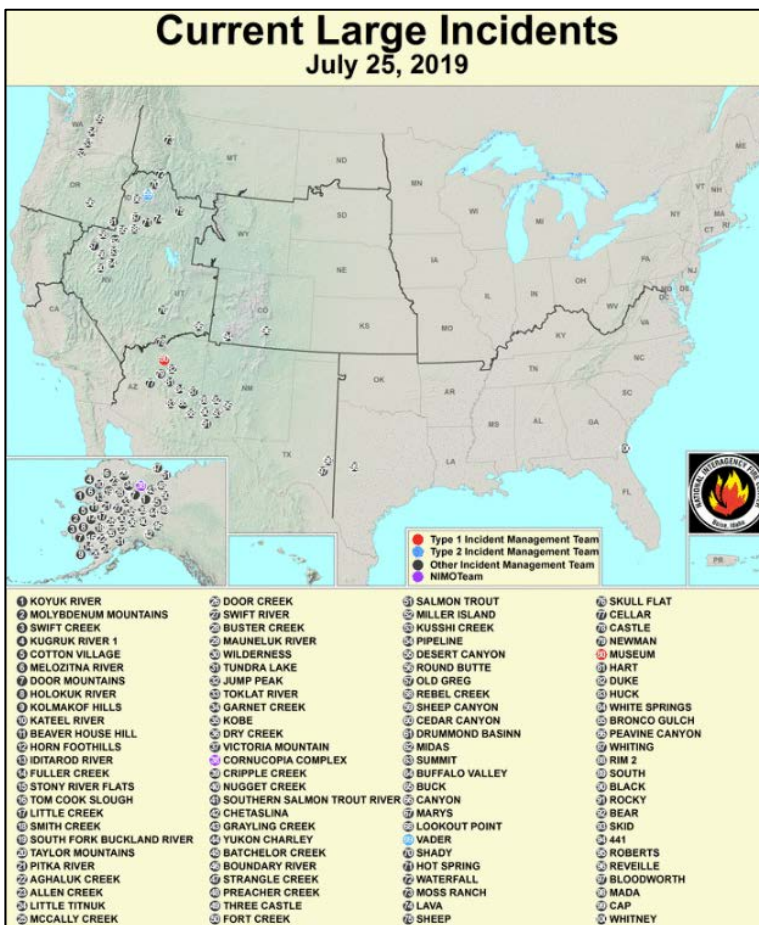 Current Large Incidents
July 25, 2019
WA
MT
ND
MN
ME
OR
ID
SD
WI
MI
NY
VT
NH
MA
CT
RI
WY
IA
PA
NJ
NV
NE
IL
IN
OH
MD
DE
DC
UT
CO
WV
VA
CA
KS
MO
KY
NC
AZ
NM
OK
AR
TN
SC
TX
MS
AL
GA
LA
FL
PR
NATIONAL INTERAGENCY FIRE CENTER
Boise, Idaho
Type 1 Incident Management Team
Type 2 Incident Management Team
Other Incident Management Team
NIMOTeam
1 KOYUK RIVER
2 MOLYBDENUM MOUNTAINS
3 SWIFT CREEK
4 KUGRUK RIVER 1
5 COTTON VILLAGE
6 MELOZITNA RIVER
7 DOOR MOUNTAINS
8 HOLOKUK RIVER
9 KOLMAKOF HILLS
10 KATEEL RIVER
11 BEAVER HOUSE HILL
12 HORN FOOTHILLS
13 IDITAROD RIVER
14 FULLER CREEK
15 STONY RIVER FLATS
16 TOM COOK SLOUGH
17 LITTLE CREEK
18 SMITH CREEK
19 SOUTH FORK BUCKLAND RIVER
20 TAYLOR MOUNTAINS
21 PITKA RIVER
22 AGHALUK CREEK
23 ALLEN CREEK
24 LITTLE TITNUK
25 MCCALLY CREEK
26 DOOR CREEK
27 SWIFT RIVER
28 BUSTER CREEK
29 MAUNELUK RIVER
30 WILDERNESS
31 TUNDRA LAKE
32 JUMP PEAK
33 TOKLAT RIVER
34 GARNET CREEK
35 KOBE
36 DRY CREEK
37 VICTORIA MOUNTAIN
38 CORNUCOPIA COMPLEX
39 CRIPPLE CREEK
40 NUGGET CREEK
41 SOUTHERN SALMON TROUT RIVER
42 CHETASLINA
43 GRAYLING CREEK
44 YUKON CHARLEY
45 BATCHELOR CREEK
46 BOUNDARY RIVER
47 STRANGLE CREEK
48 PREACHER CREEK
49 THREE CASTLE
50 FORT CREEK
51 SALMON TROUT
52 MILLER ISLAND
53 KUSSHI CREEK
54 PIPELINE
55 DESERT CANYON
56 ROUND BUTTE
57 OLD GREG
58 REBEL CREEK
59 SHEEP CANYON
60 CEDAR CANYON
61 DRUMMOND BASINN
62 MIDAS
63 SUMMIT
64 BUFFALO VALLEY
65 BUCK
66 CANYON
67 MARYS
68 LOOKOUT POINT
69 VADER
70 SHADY
71 HOT SPRING
72 WATERFALL
73 MOSS RANCH
74 LAVA
75 SHEEP
76 SKULL FLAT
77 CELLAR
78 CASTLE
79 NEWMAN
80 MUSEUM
81 HART
82 DUKE
83 HUCK
84 WHITE SPRINGS
85 BRONCO GULCH
86 PEAVINE CANYON
87 WHITING
88 RIM 2
89 SOUTH
90 BLACK
91 ROCKY
92 BEAR
93 SKID
94 441
95 ROBERTS
96 REVEILLE
97 BLOODWORTH
98 MADA
99 CAP
100 WHITNEY